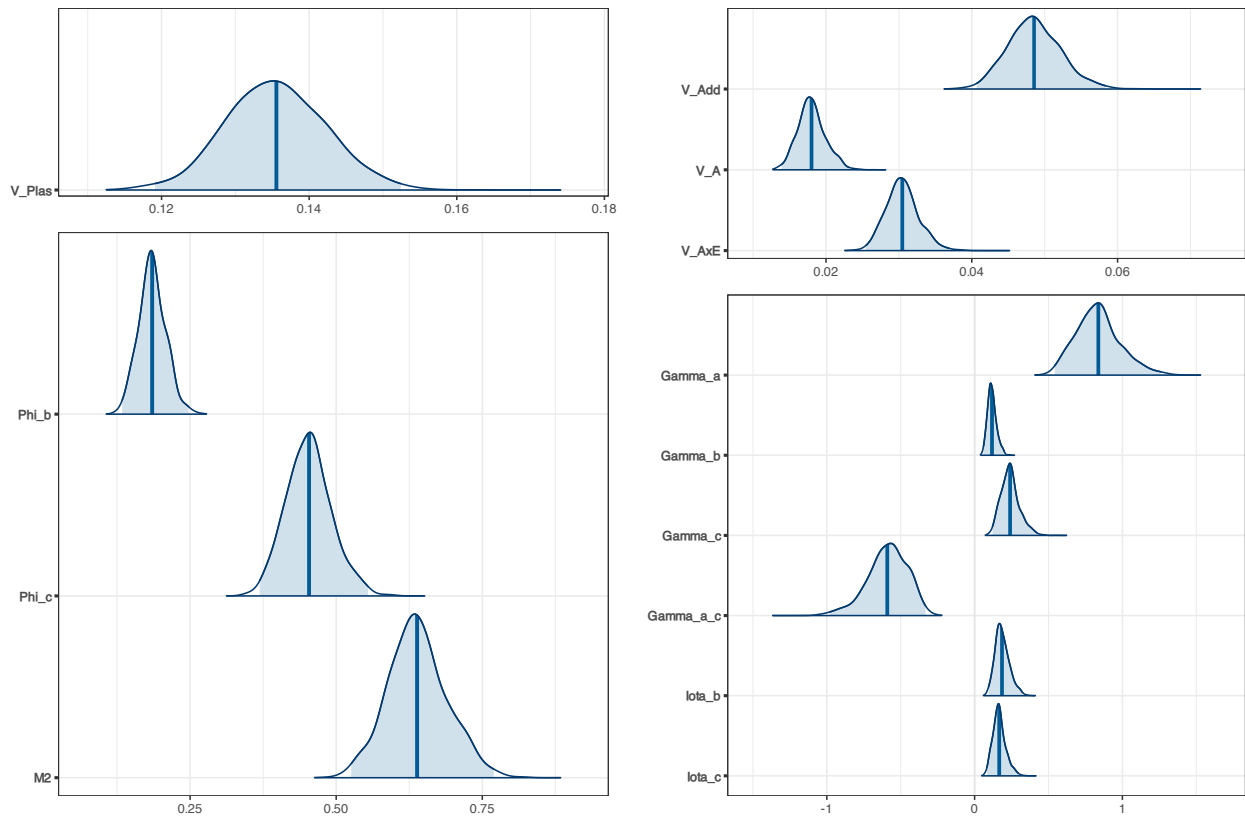 V_Plas
0.12 0.14 0.16 0.18
Phi_b
Phi_c
M2
0.25 0.50 0.75
V_Add
V_A
V_AxE
0.02 0.04 0.06
Gamma_a
Gamma_b
Gamma_c
Gamma_a_c
Iota_b
Iota_c
-1 0 1